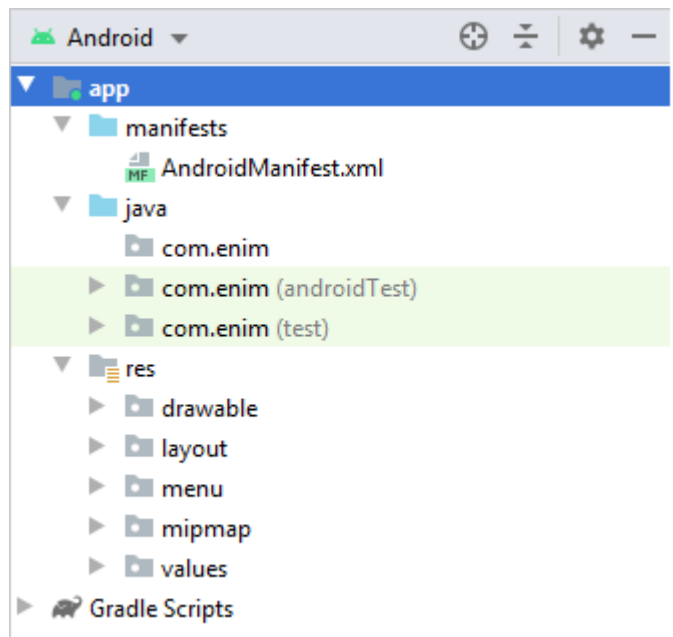 Android
app
manifests
MF AndroidManifest.xml
java
com.enim
com.enim (androidTest)
com.enim (test)
res
drawable
layout
menu
mipmap
values
Gradle Scripts